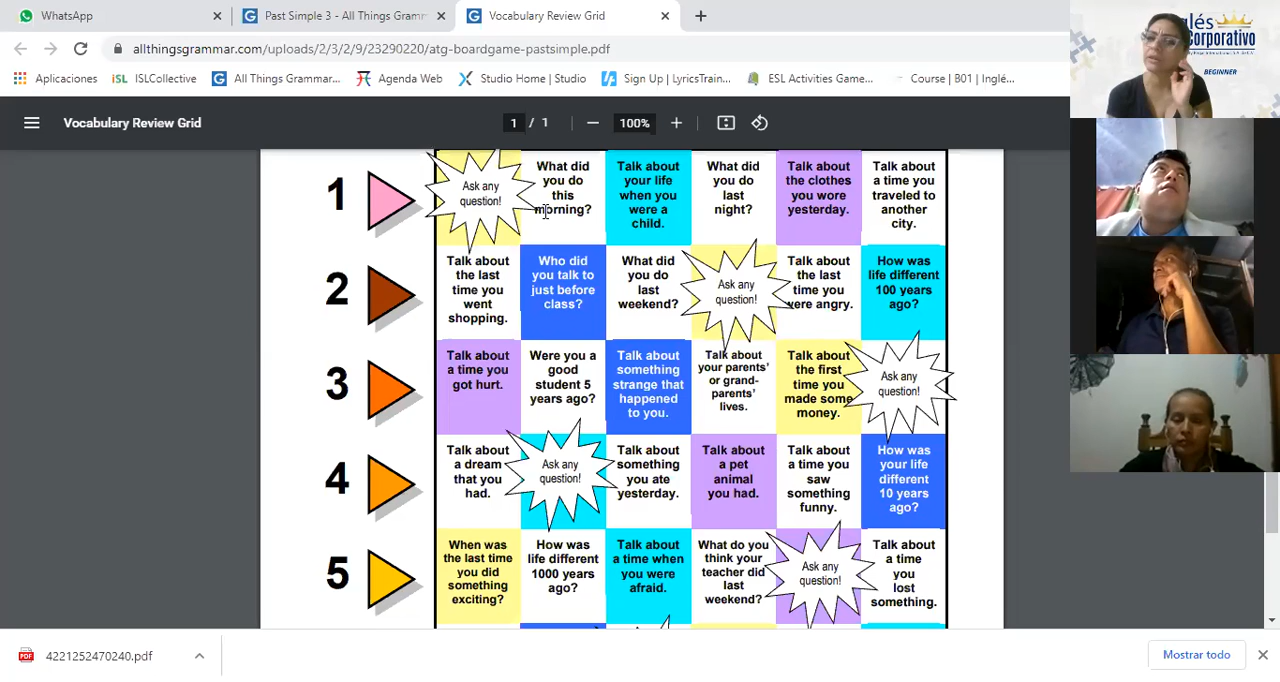 WhatsApp
Past Simple 3 - All Things Gramm
Vocabulary Review Grid
allthingsgrammar.com/uploads/2/3/2/9/23290220/atg-boardgame-pastsimple.pdf
Aplicaciones
iSL
ISLCollective
All Things Grammar...
Agenda Web
Studio Home | Studio
Sign Up | LyricsTrain...
ESL Activities Game...
Course | B01 | Inglé...
Vocabulary Review Grid
1 / 1
100%
glés
Corporativo
BEGINNER
1
Ask any
question!
What did
you do
this
morning?
Talk about
your life
when you
were a
child.
What did
you do
last
night?
Talk about
the clothes
you wore
yesterday.
Talk about
a time you
traveled to
another
city.
2
Talk about
the last
time you
went
shopping.
Who did
you talk to
just before
class?
What did
you do
last
weekend?
Ask any
question!
Talk about
the last
time you
were angry.
How was
life different
100 years
ago?
3
Talk about
a time you
got hurt.
Were you a
good
student 5
years ago?
Talk about
something
strange that
happened
to you.
Talk about
your parents'
or grand-
parents'
lives.
Talk about
the first
time you
made some
money.
Ask any
question!
4
Talk about
a dream
that you
had.
Ask any
question!
Talk about
something
you ate
yesterday.
Talk about
a pet
animal
you had.
Talk about
a time you
saw
something
funny.
How was
your life
different
10 years
ago?
5
When was
the last time
you did
something
exciting?
How was
life different
1000 years
ago?
Talk about
a time when
you were
afraid.
What do you
think your
teacher did
last
weekend?
Ask any
question!
Talk about
a time
you
lost
something.
4221252470240.pdf
Mostrar todo